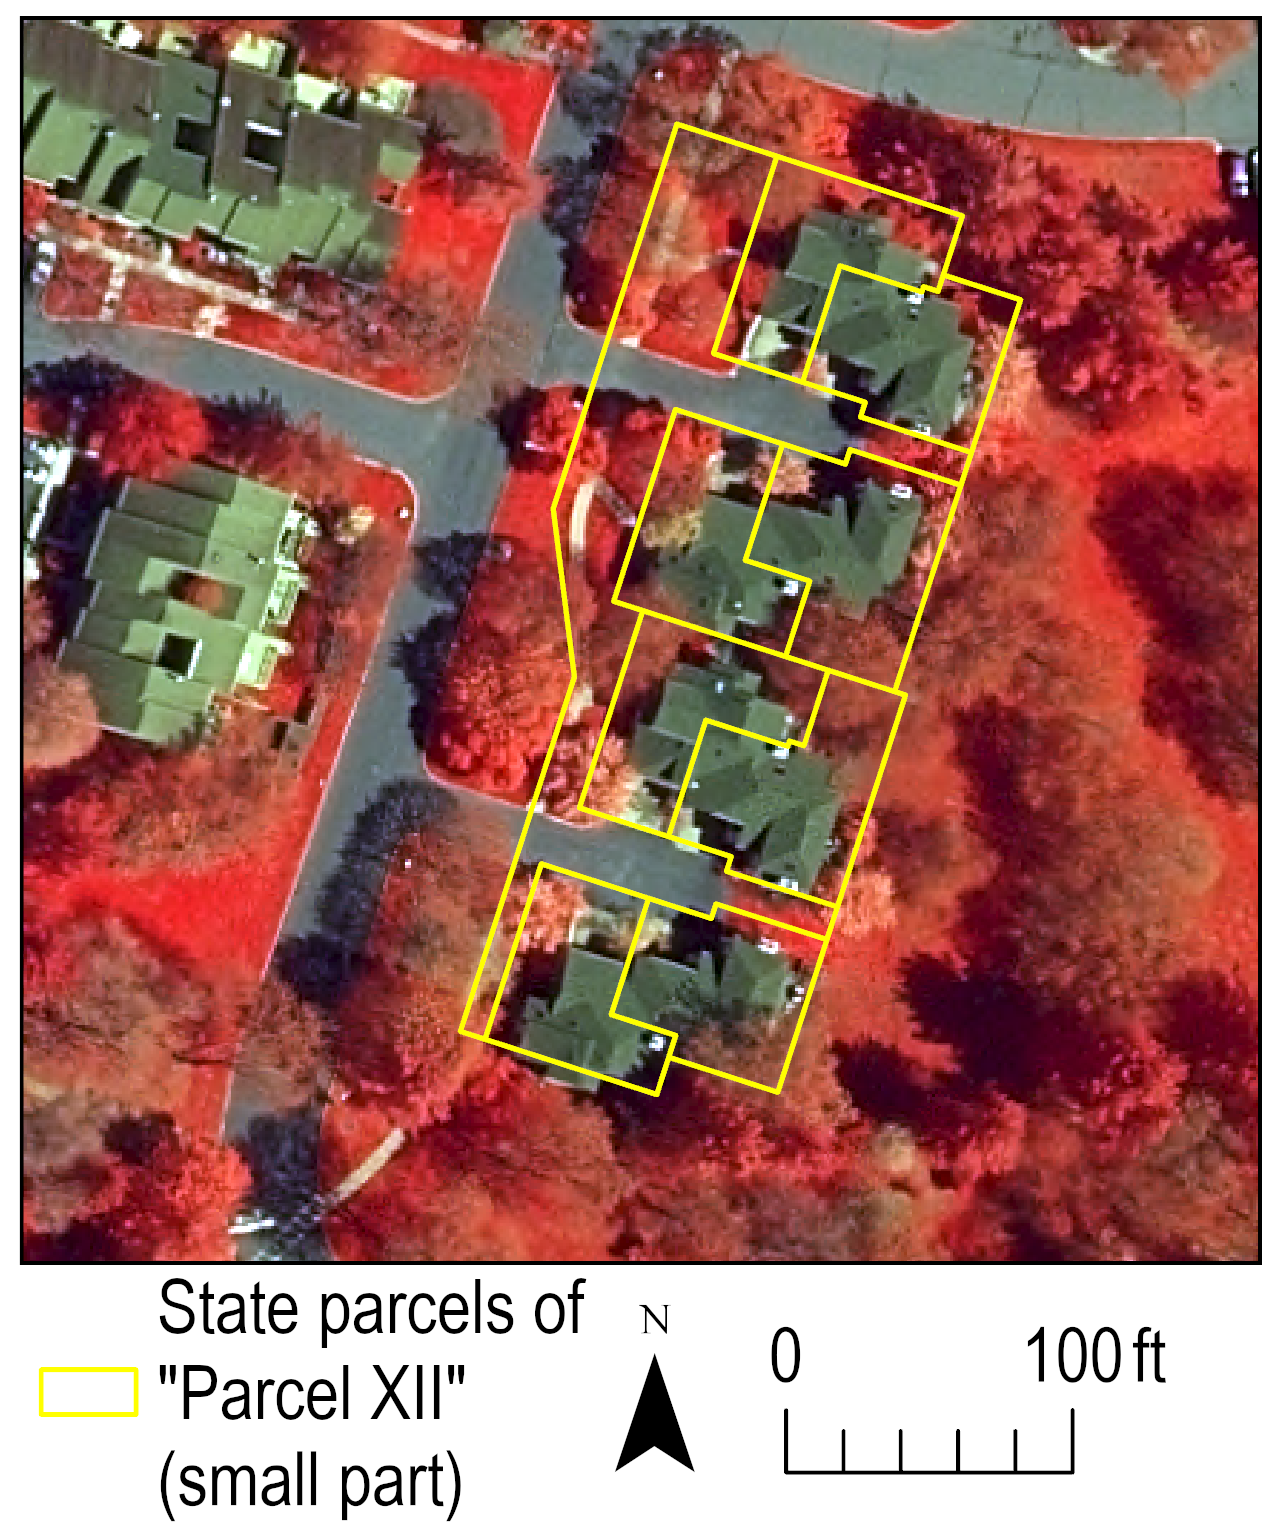 State parcels of
"Parcel XII"
(small part)
N
0 100 ft